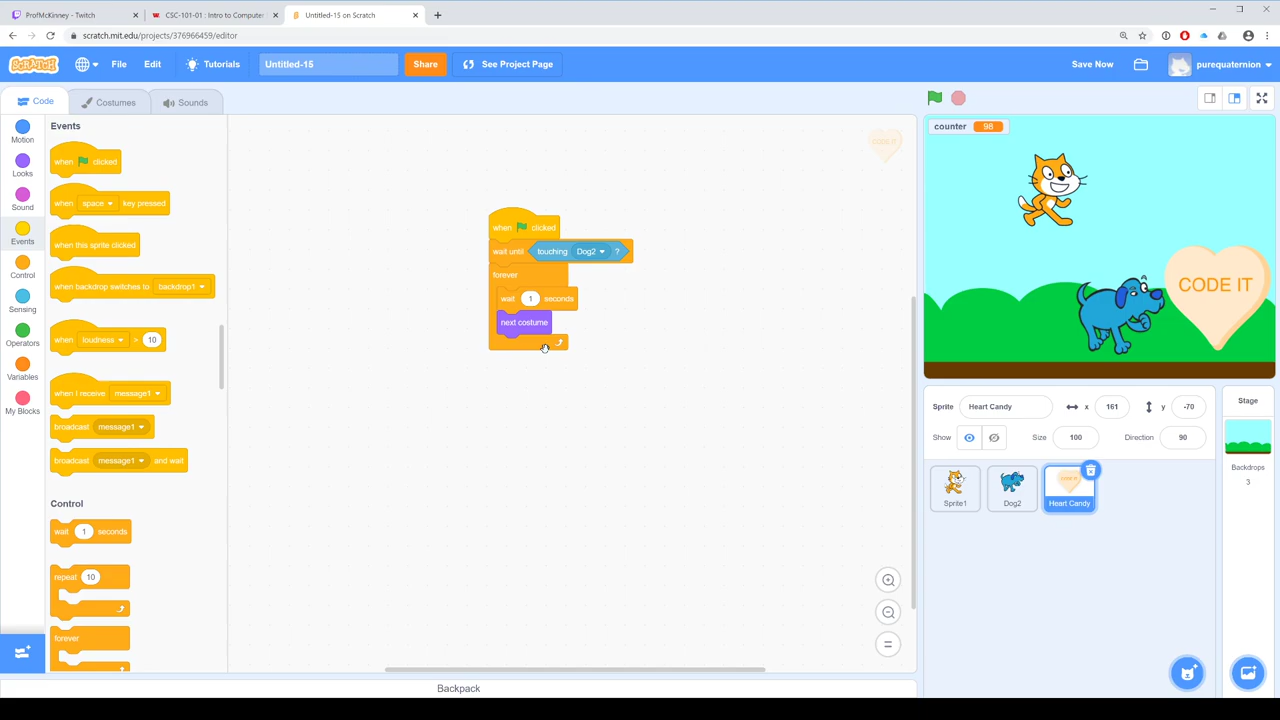 ProfMcKinney - Twitch
CSC-101-01 : Intro to Computer
Untitled-15 on Scratch
scratch.mit.edu/projects/376966459/editor
SCRATCH
File
Edit
Tutorials
Untitled-15
Share
See Project Page
Save Now
purequaternion
Code
Costumes
Sounds
Motion
Looks
Sound
Events
Control
Sensing
Operators
Variables
My Blocks
Events
when clicked
when space key pressed
when this sprite clicked
when backdrop switches to backdrop1
when loudness > 10
when I receive message1
broadcast message1
broadcast message1 and wait
Control
wait 1 seconds
repeat 10
forever
CODE IT
when clicked
wait until touching Dog2 ?
forever
wait 1 seconds
next costume
counter 98
CODE IT
Sprite Heart Candy x 161 y -70
Show Size 100 Direction 90
Sprite1
Dog2
CODE IT
Heart Candy
Stage
Backdrops
3
Backpack